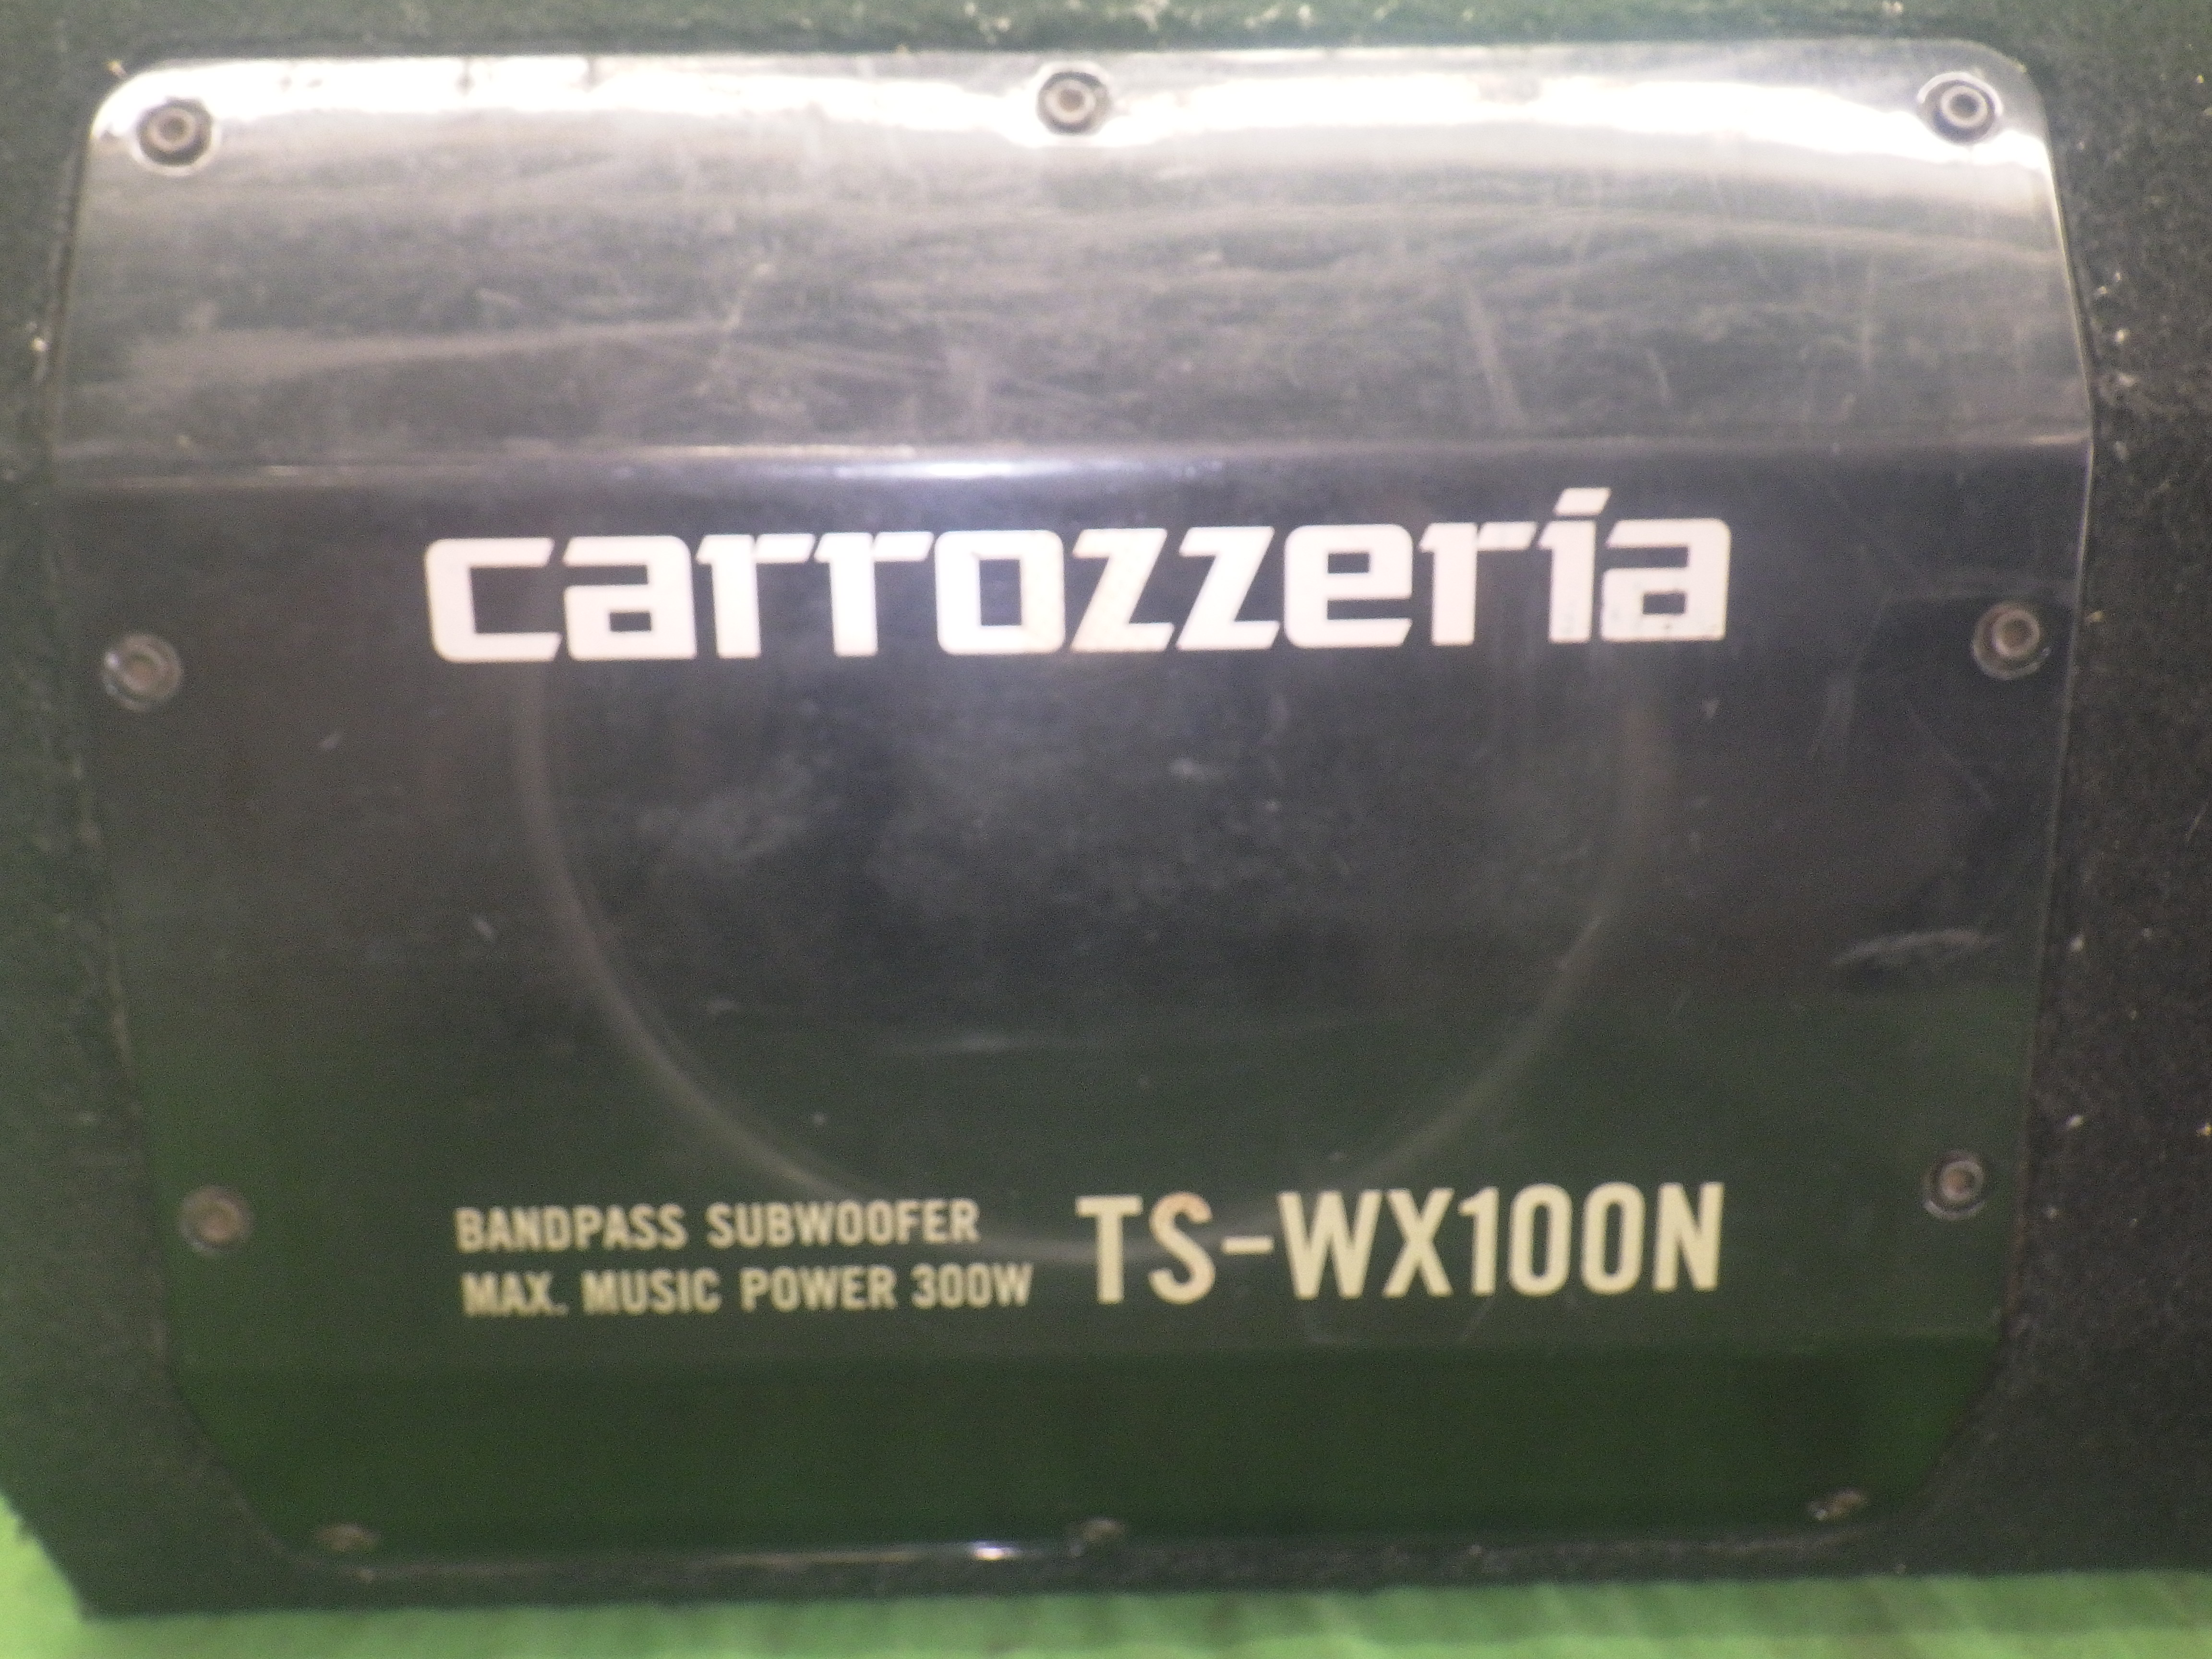 carrozzeria
BANDPASS SUBWOOFER
MAX. MUSIC POWER 300W
TS-WX100N